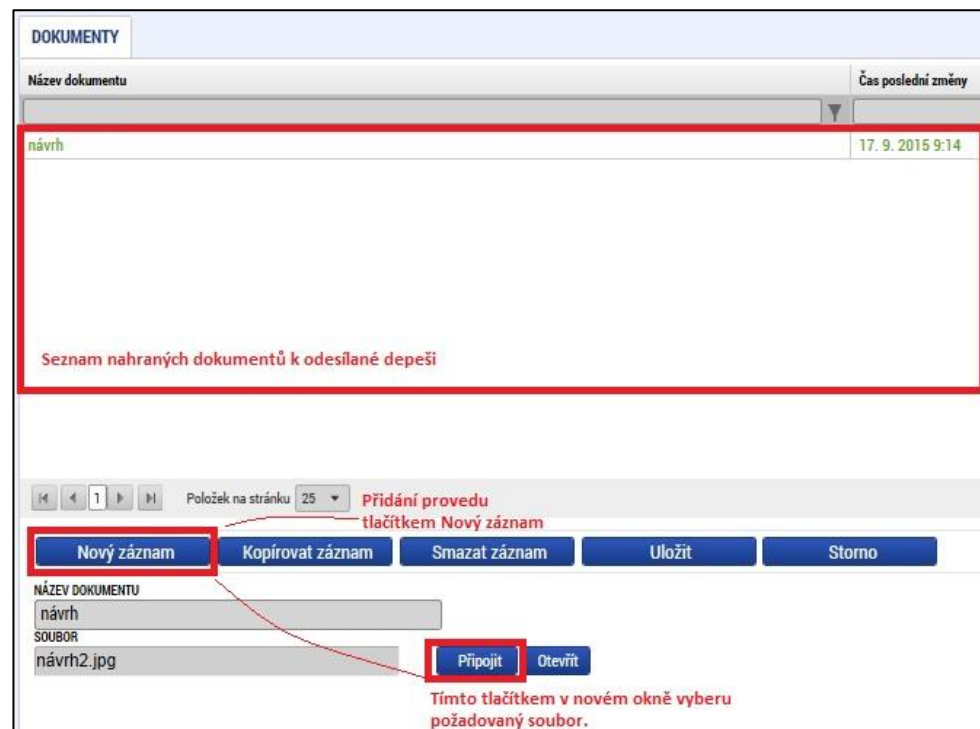 DOKUMENTY
Název dokumentu Čas poslední změny
návrh 17. 9. 2015 9:14
Seznam nahraných dokumentů k odesílané depeši
1 Položek na stránku 25
Přidání provedu
tlačítkem Nový záznam
Nový záznam Kopírovat záznam Smazat záznam Uložit Storno
NÁZEV DOKUMENTU
návrh
SOUBOR
návrh2.jpg Připojit Otevřít
Tímto tlačítkem v novém okně vyberu
požadovaný soubor.